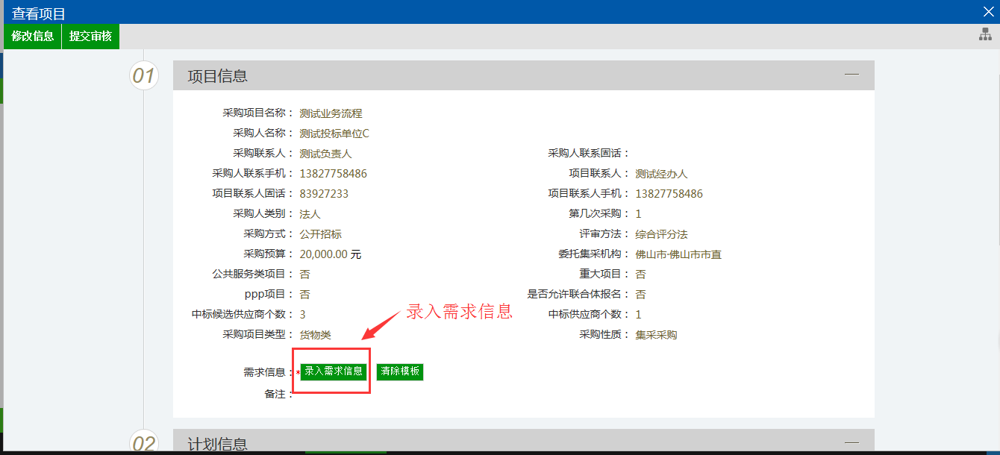 查看项目
修改信息 提交审核
01 项目信息
采购项目名称： 测试业务流程
采购人名称： 测试投标单位C
采购联系人： 测试负责人 采购人联系固话：
采购人联系手机： 13827758486 项目联系人： 测试经办人
项目联系人固话： 83927233 项目联系人手机： 13827758486
采购人类别： 法人 第几次采购： 1
采购方式： 公开招标 评审方法： 综合评分法
采购预算： 20,000.00 元 委托集采机构： 佛山市·佛山市市直
公共服务类项目： 否 重大项目： 否
ppp项目： 否 是否允许联合体报名： 否
录入需求信息
中标候选供应商个数： 3 中标供应商个数： 1
采购项目类型： 货物类 采购性质： 集采采购
需求信息：*录入需求信息 清除模板
备注：
02 计划信息